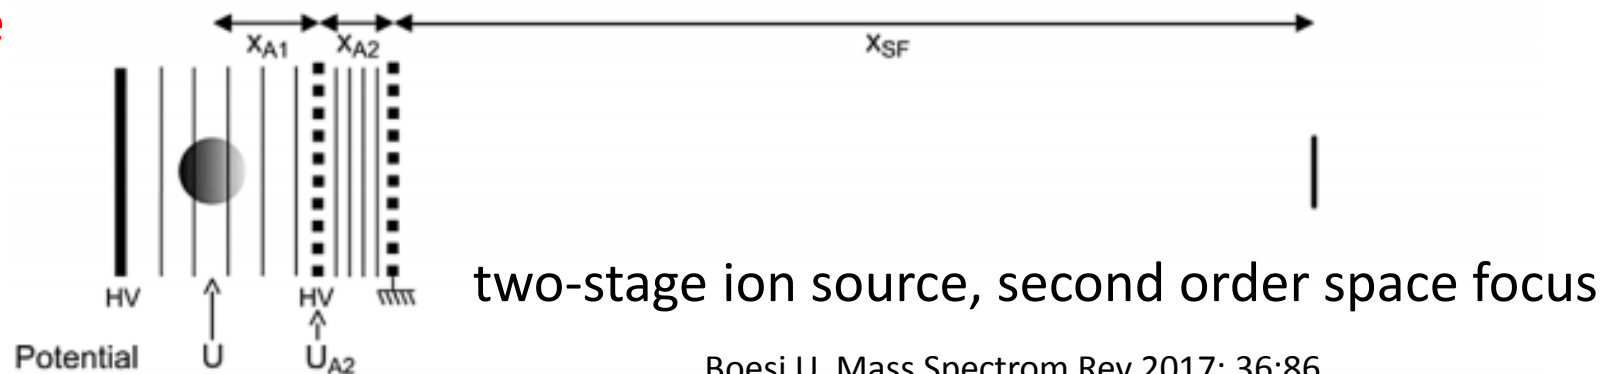 e
xA1 xA2 xSF
HV HV
two-stage ion source, second order space focus
Potential U UA2
Boesl U. Mass Spectrom Rev 2017; 36:86